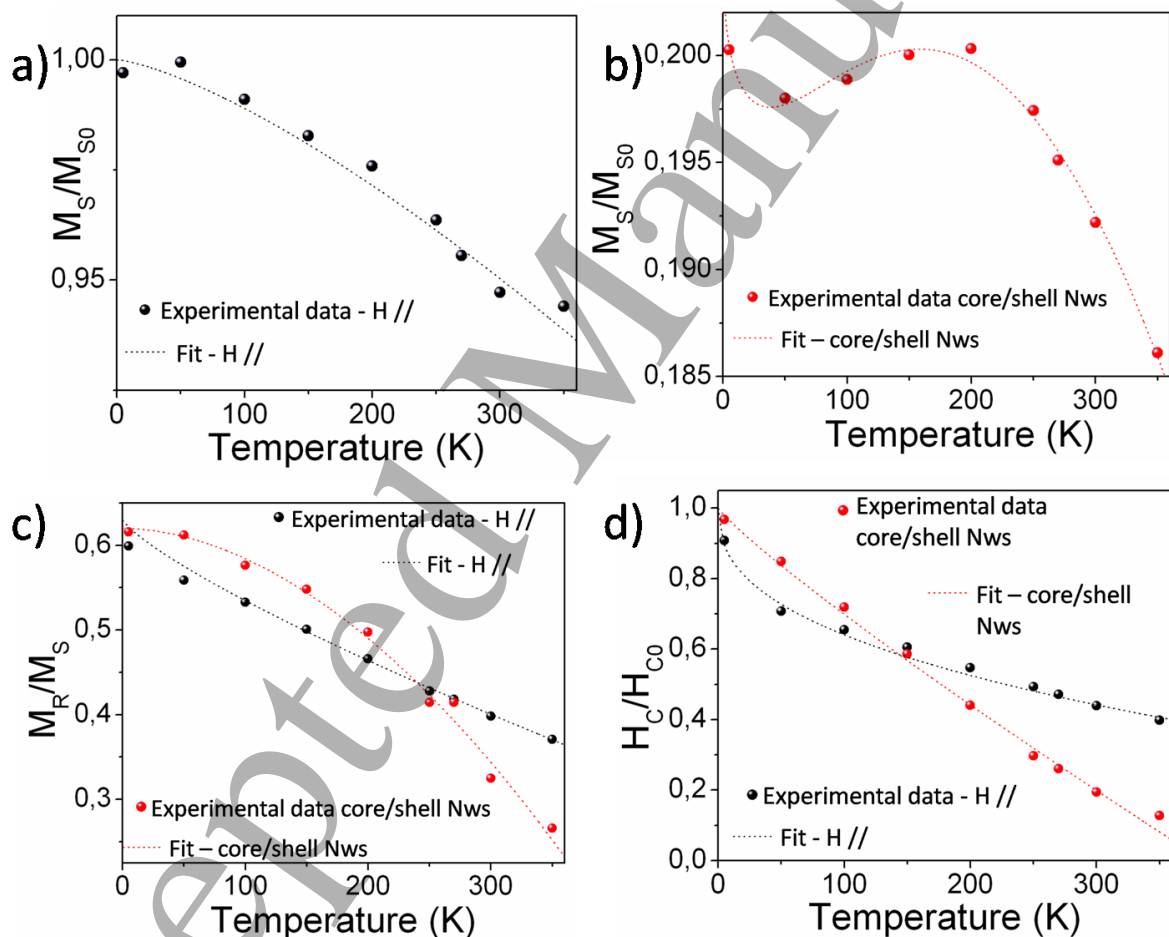 a)
1,00
0,95
M_S/M_S0
Experimental data - H //
Fit - H //
0 100 200 300
Temperature (K)
b)
0,200
0,195
0,190
0,185
M_S/M_S0
Experimental data core/shell Nws
Fit – core/shell Nws
0 100 200 300
Temperature (K)
c)
0,6
0,5
0,4
0,3
M_R/M_S
Experimental data - H //
Fit - H //
Experimental data core/shell Nws
Fit – core/shell Nws
0 100 200 300
Temperature (K)
d)
1,0
0,8
0,6
0,4
0,2
0,0
H_C/H_C0
Experimental data
core/shell Nws
Fit – core/shell
Nws
Experimental data - H //
Fit - H //
0 100 200 300
Temperature (K)
epted Manu